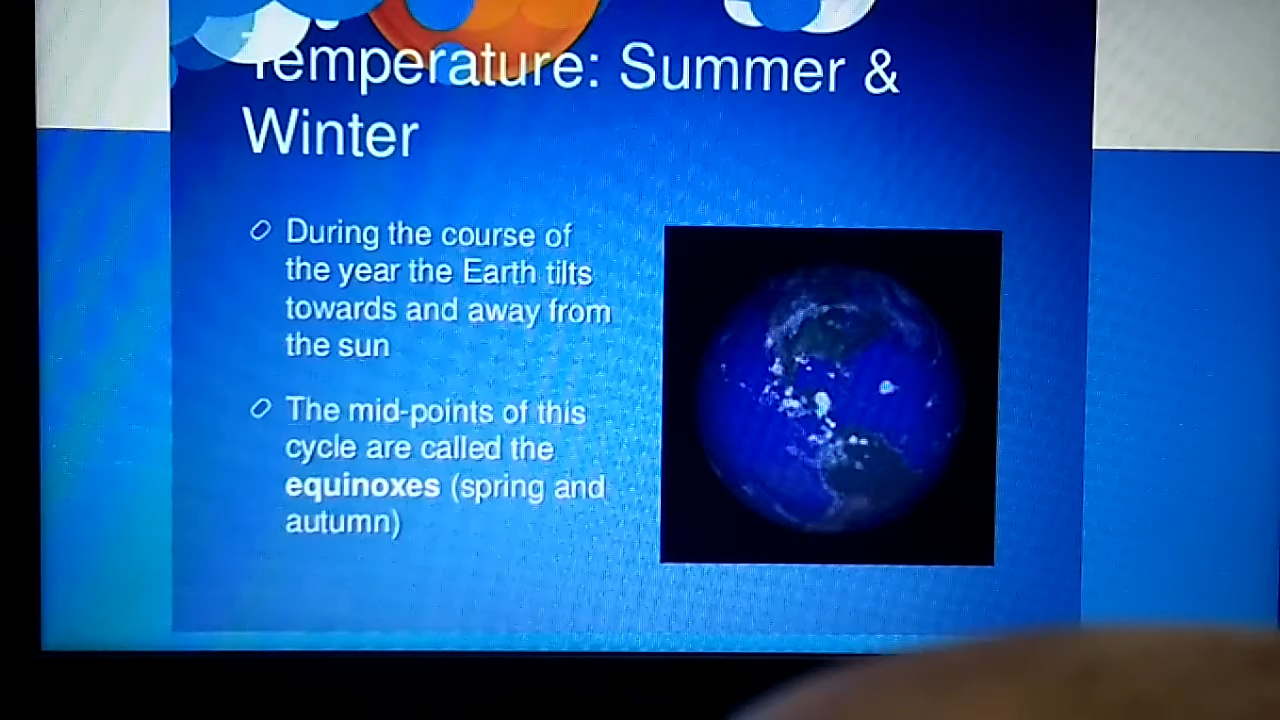 Temperature: Summer &
Winter
During the course of
the year the Earth tilts
towards and away from
the sun
The mid-points of this
cycle are called the
equinoxes (spring and
autumn)